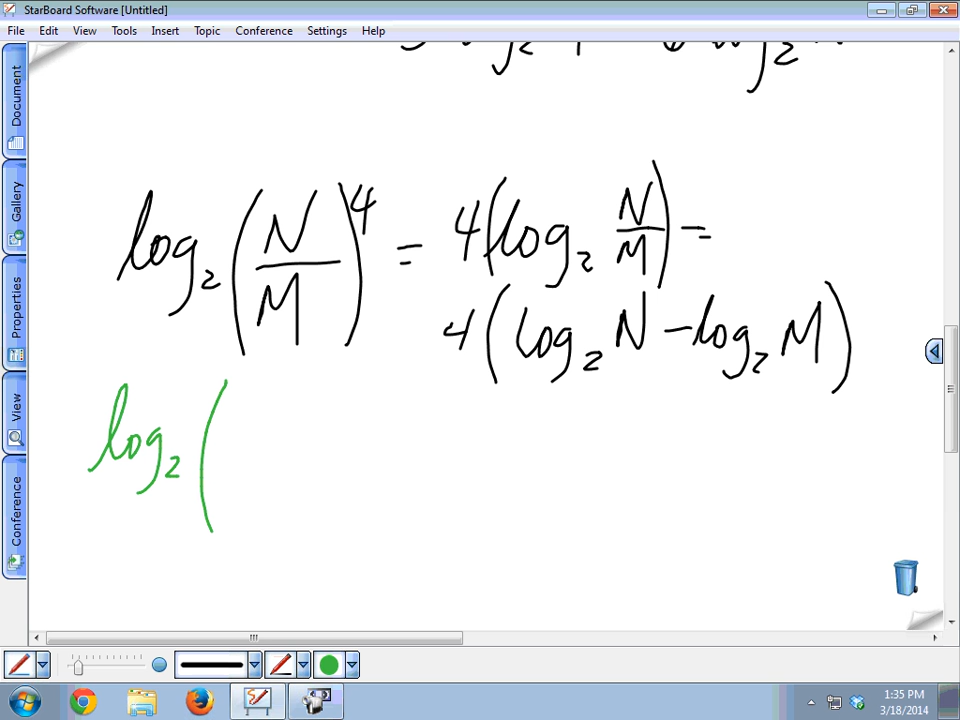 StarBoard Software [Untitled]
File Edit View Tools Insert Topic Conference Settings Help
Document
Gallery
Properties
View
Conference
log₂ (N/M)⁴ = 4(log₂ N/M) =
4 (log₂ N − log₂ M)
log₂ (
1:35 PM
3/18/2014